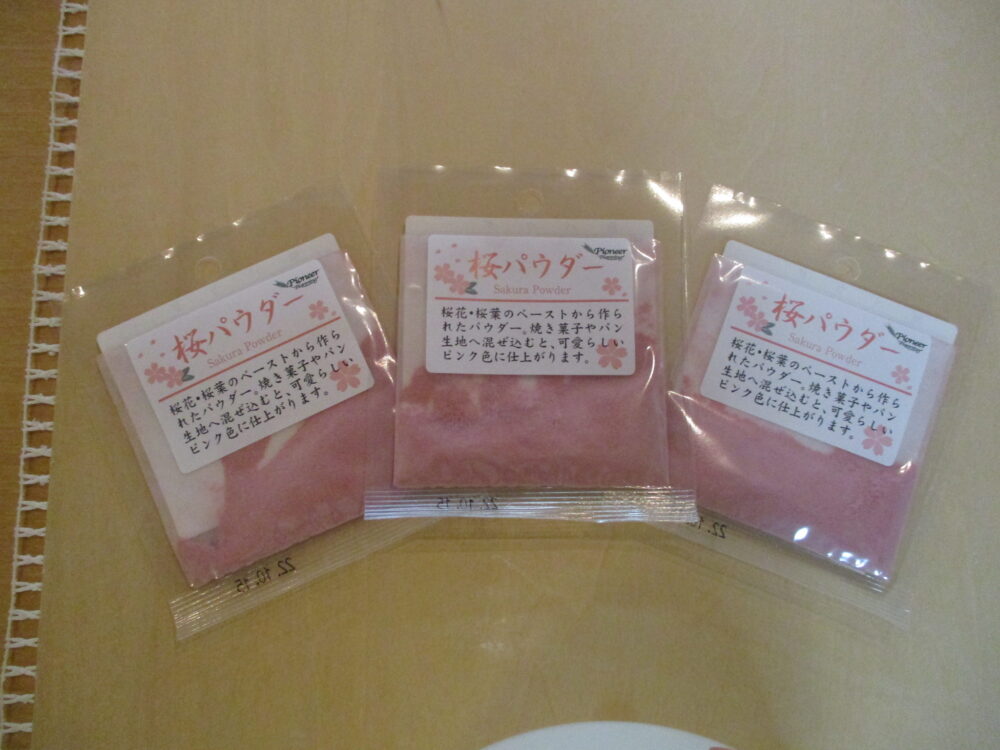 Pioneer
桜パウダー
Sakura Powder
桜花・桜葉のペーストから作ら
れたパウダー。焼き菓子やパン
生地へ混ぜ込むと、可愛らしい
ピンク色に仕上がります。
22.10.15
Pioneer
桜パウダー
Sakura Powder
桜花・桜葉のペーストから作ら
れたパウダー。焼き菓子やパン
生地へ混ぜ込むと、可愛らしい
ピンク色に仕上がります。
22.10.15
Pioneer
桜パウダー
Sakura Powder
桜花・桜葉のペーストから作ら
れたパウダー。焼き菓子やパン
生地へ混ぜ込むと、可愛らしい
ピンク色に仕上がります。
22.